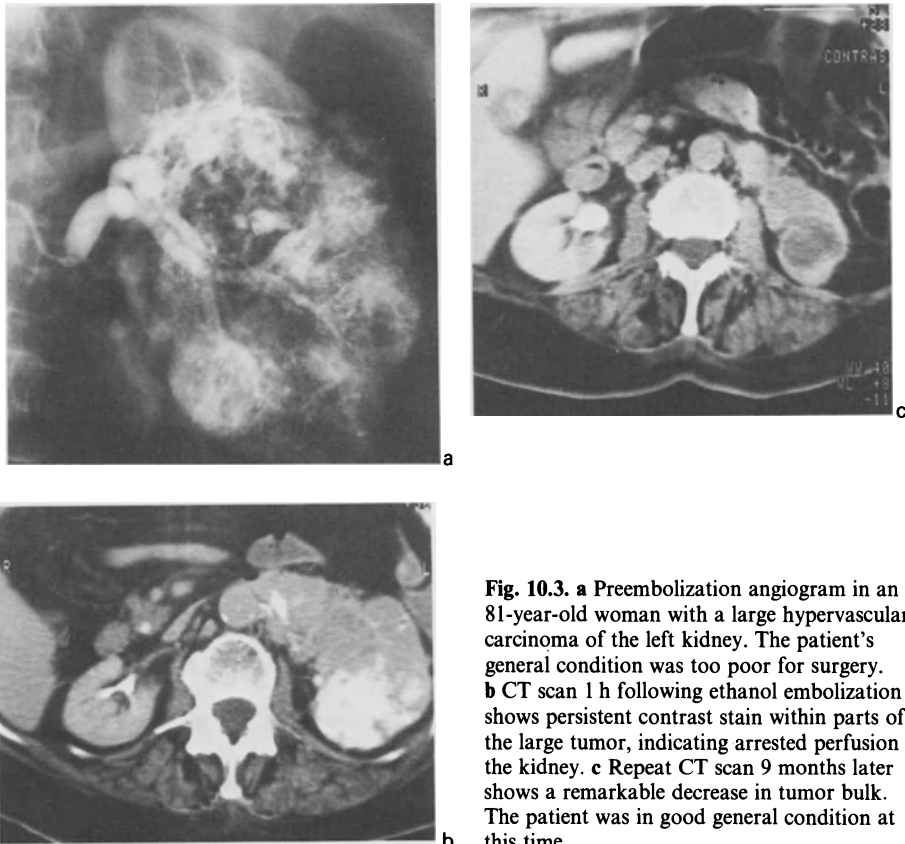 CONTRAS
R
L
c
a
R
L
b
Fig. 10.3. a Preembolization angiogram in an
81-year-old woman with a large hypervascular
carcinoma of the left kidney. The patient's
general condition was too poor for surgery.
b CT scan 1 h following ethanol embolization
shows persistent contrast stain within parts of
the large tumor, indicating arrested perfusion
the kidney. c Repeat CT scan 9 months later
shows a remarkable decrease in tumor bulk.
The patient was in good general condition at
this time